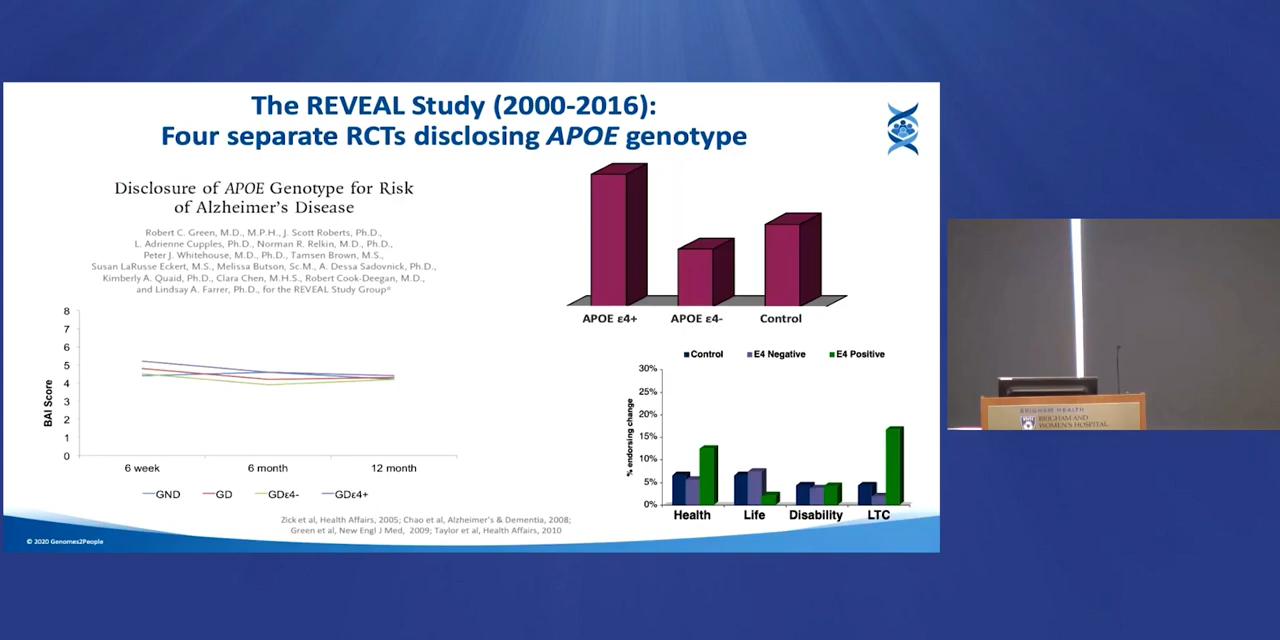 The REVEAL Study (2000-2016):
Four separate RCTs disclosing APOE genotype
Disclosure of APOE Genotype for Risk
of Alzheimer's Disease
Robert C. Green, M.D., M.P.H., J. Scott Roberts, Ph.D.,
L. Adrienne Cupples, Ph.D., Norman R. Relkin, M.D., Ph.D.,
Peter J. Whitehouse, M.D., Ph.D., Tamsen Brown, M.S.,
Susan LaRusse Eckert, M.S., Melissa Butson, Sc.M., A. Dessa Sadovnick, Ph.D.,
Kimberly A. Quaid, Ph.D., Clara Chen, M.H.S., Robert Cook-Deegan, M.D.,
and Lindsay A. Farrer, Ph.D., for the REVEAL Study Group*
8
7
6
5
4
3
2
1
0
BAI Score
6 week 6 month 12 month
GND GD GDε4- GDε4+
APOE ε4+ APOE ε4- Control
Control E4 Negative E4 Positive
30%
25%
20%
15%
10%
5%
0%
% endorsing change
Health Life Disability LTC
Zick et al, Health Affairs, 2005; Chao et al, Alzheimer's & Dementia, 2008;
Green et al, New Engl J Med, 2009; Taylor et al, Health Affairs, 2010
© 2020 Genomes2People
BRIGHAM HEALTH
BRIGHAM AND
WOMEN'S HOSPITAL